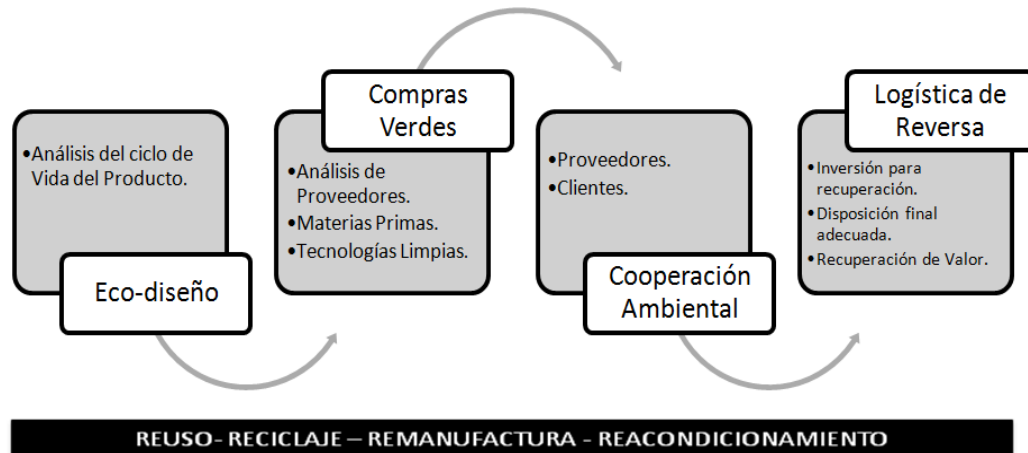 •Análisis del ciclo de
Vida del Producto.
Eco-diseño
Compras
Verdes
•Análisis de
Proveedores.
•Materias Primas.
•Tecnologías Limpias.
•Proveedores.
•Clientes.
Cooperación
Ambiental
Logística de
Reversa
•Inversión para
recuperación.
•Disposición final
adecuada.
•Recuperación de Valor.
REUSO- RECICLAJE – REMANUFACTURA - REACONDICIONAMIENTO